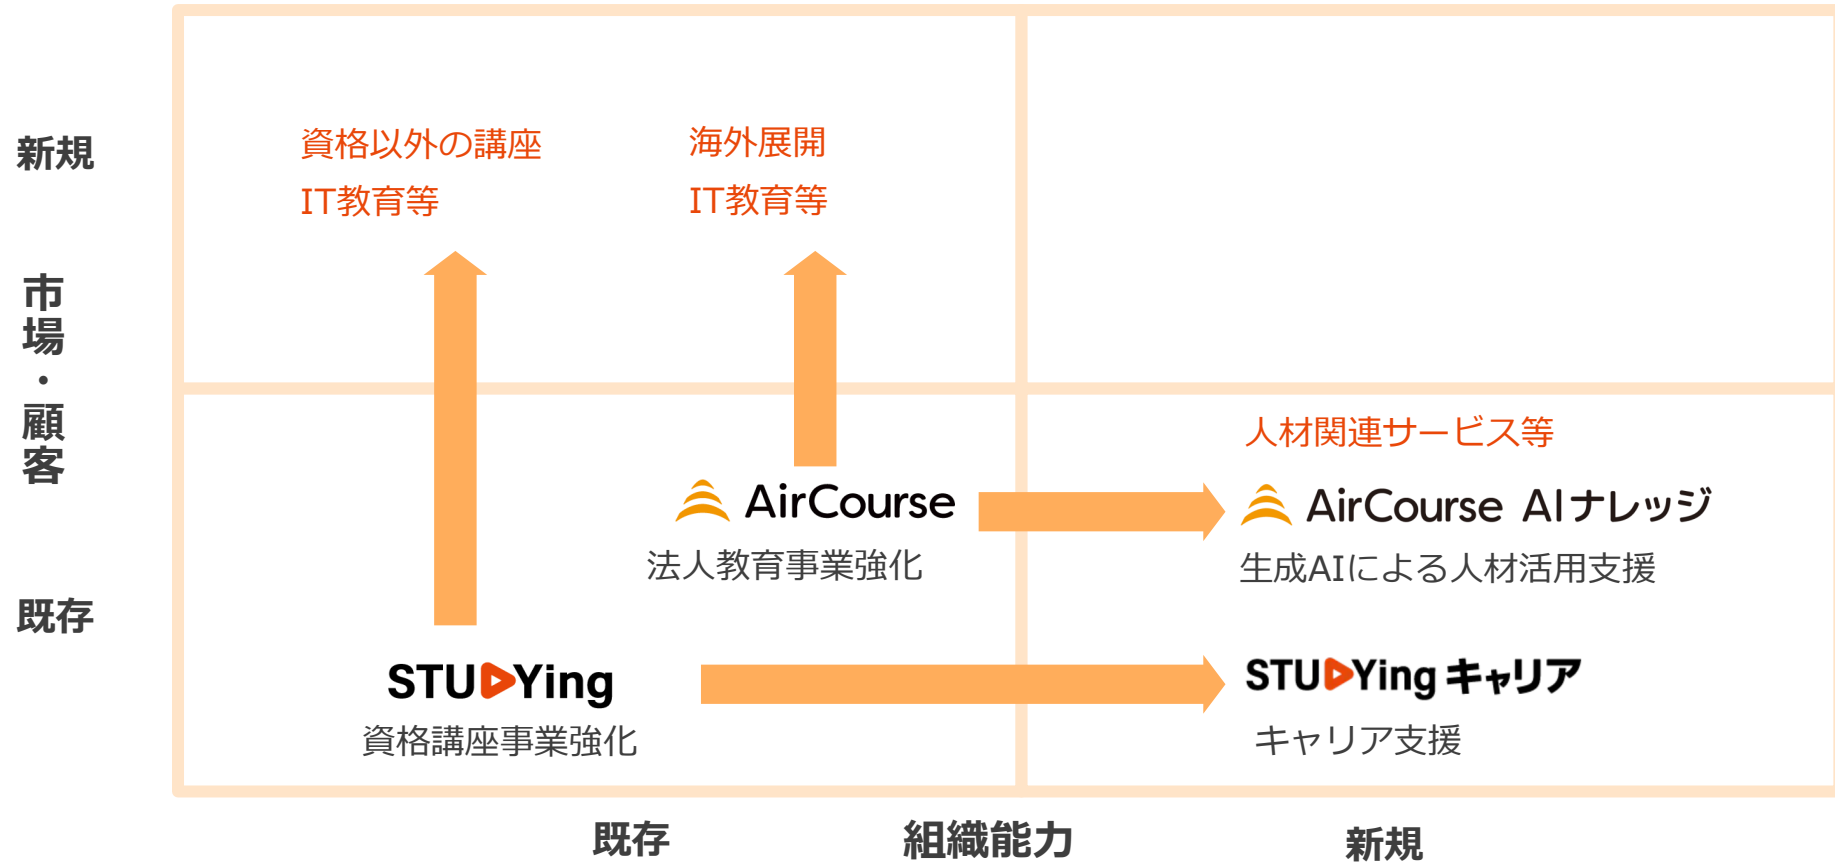 新規
資格以外の講座
IT教育等
海外展開
IT教育等
市場・顧客
人材関連サービス等
AirCourse
法人教育事業強化
AirCourse AIナレッジ
生成AIによる人材活用支援
既存
STUDYing
資格講座事業強化
STUDYing キャリア
キャリア支援
既存
組織能力
新規